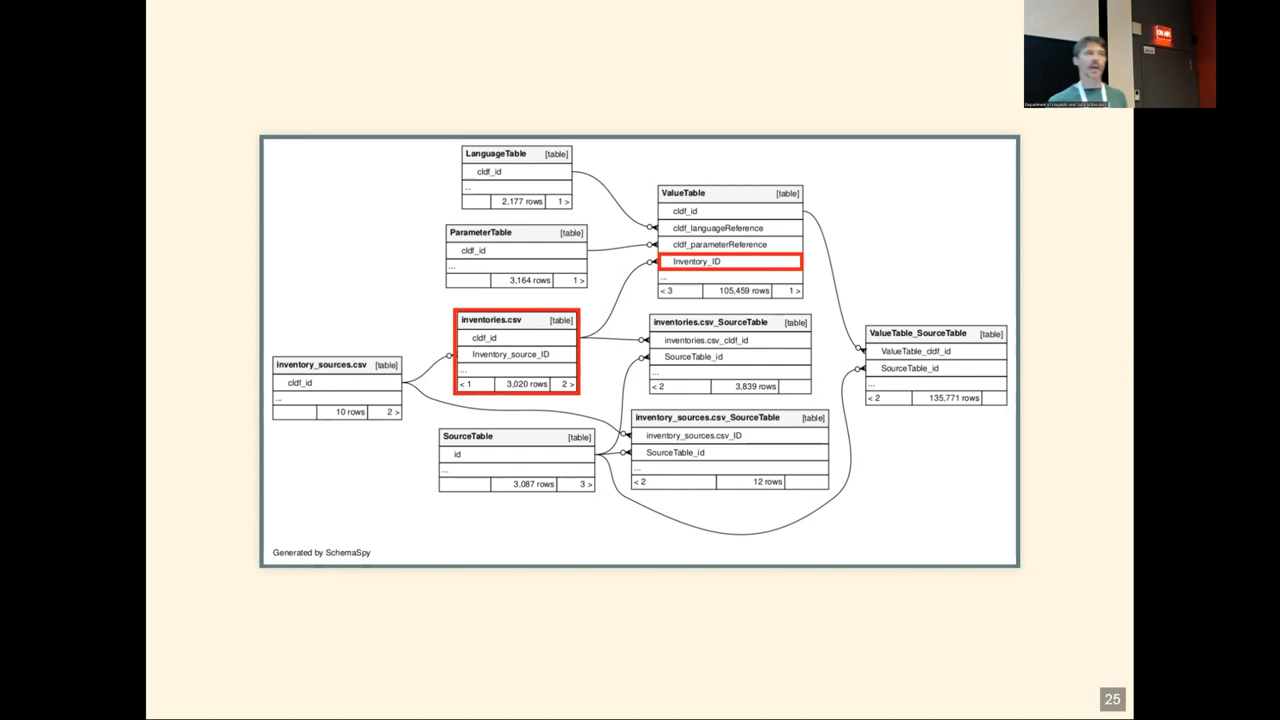 ON AIR
LanguageTable [table]
cldf_id
...
2,177 rows 1 >
ParameterTable [table]
cldf_id
...
3,164 rows 1 >
ValueTable [table]
cldf_id
cldf_languageReference
cldf_parameterReference
Inventory_ID
...
< 3 105,459 rows 1 >
inventories.csv [table]
cldf_id
Inventory_source_ID
...
< 1 3,020 rows 2 >
inventories.csv_SourceTable [table]
inventories.csv_cldf_id
SourceTable_id
...
< 2 3,839 rows
ValueTable_SourceTable [table]
ValueTable_cldf_id
SourceTable_id
...
< 2 135,771 rows
inventory_sources.csv [table]
cldf_id
...
10 rows 2 >
SourceTable [table]
id
...
3,087 rows 3 >
inventory_sources.csv_SourceTable [table]
inventory_sources.csv_ID
SourceTable_id
...
< 2 12 rows
Generated by SchemaSpy
25